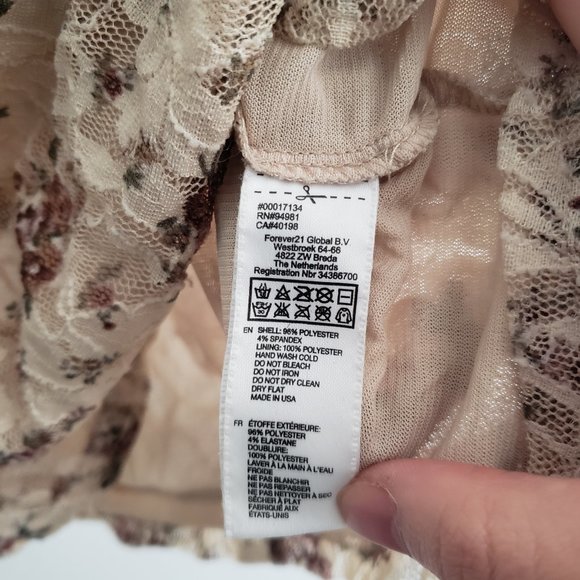 #00017134
RN#94981
CA#40198
Forever21 Global B.V
Westbroek 64-66
4822 ZW Breda
The Netherlands
Registration Nbr 34386700
EN SHELL: 96% POLYESTER
4% SPANDEX
LINING: 100% POLYESTER
HAND WASH COLD
DO NOT BLEACH
DO NOT IRON
DO NOT DRY CLEAN
DRY FLAT
MADE IN USA
FR ÉTOFFE EXTÉRIEURE:
96% POLYESTER
4% ELASTANE
DOUBLURE:
100% POLYESTER
LAVER À LA MAIN À L'EAU
FROIDE
NE PAS BLANCHIR
NE PAS REPASSER
NE PAS NETTOYER À SEC
SÉCHER À PLAT
FABRIQUÉ AUX
ÉTATS-UNIS